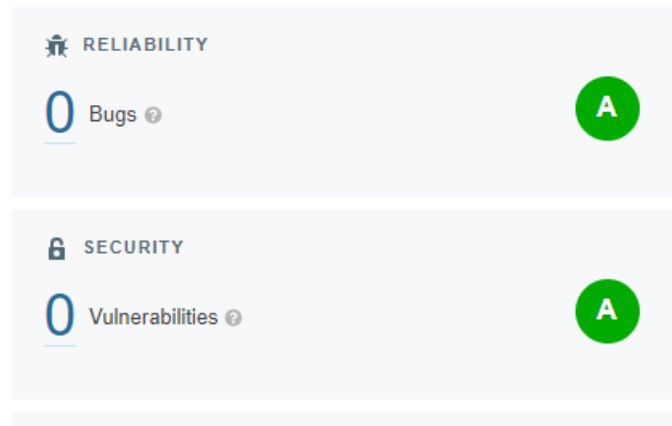 RELIABILITY
0 Bugs ?
A
SECURITY
0 Vulnerabilities ?
A